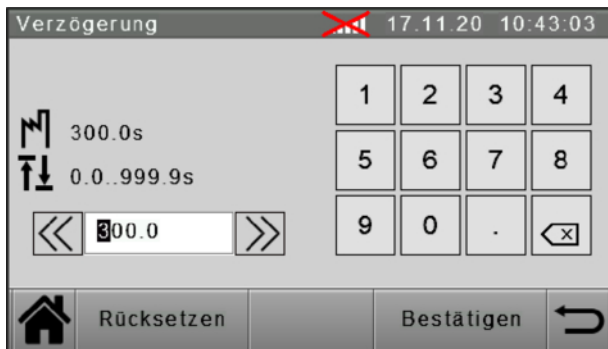 Verzögerung 17.11.20 10:43:03
300.0s
0.0..999.9s
300.0
1 2 3 4
5 6 7 8
9 0 .
Rücksetzen Bestätigen